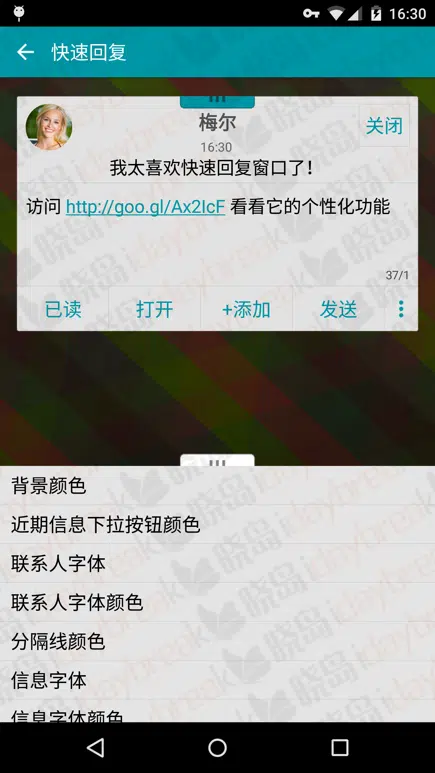 16:30
快速回复
梅尔
关闭
16:30
我太喜欢快速回复窗口了！
访问 http://goo.gl/Ax2IcF 看看它的个性化功能
37/1
已读 打开 +添加 发送
背景颜色
近期信息下拉按钮颜色
联系人字体
联系人字体颜色
分隔线颜色
信息字体
信息字体颜色